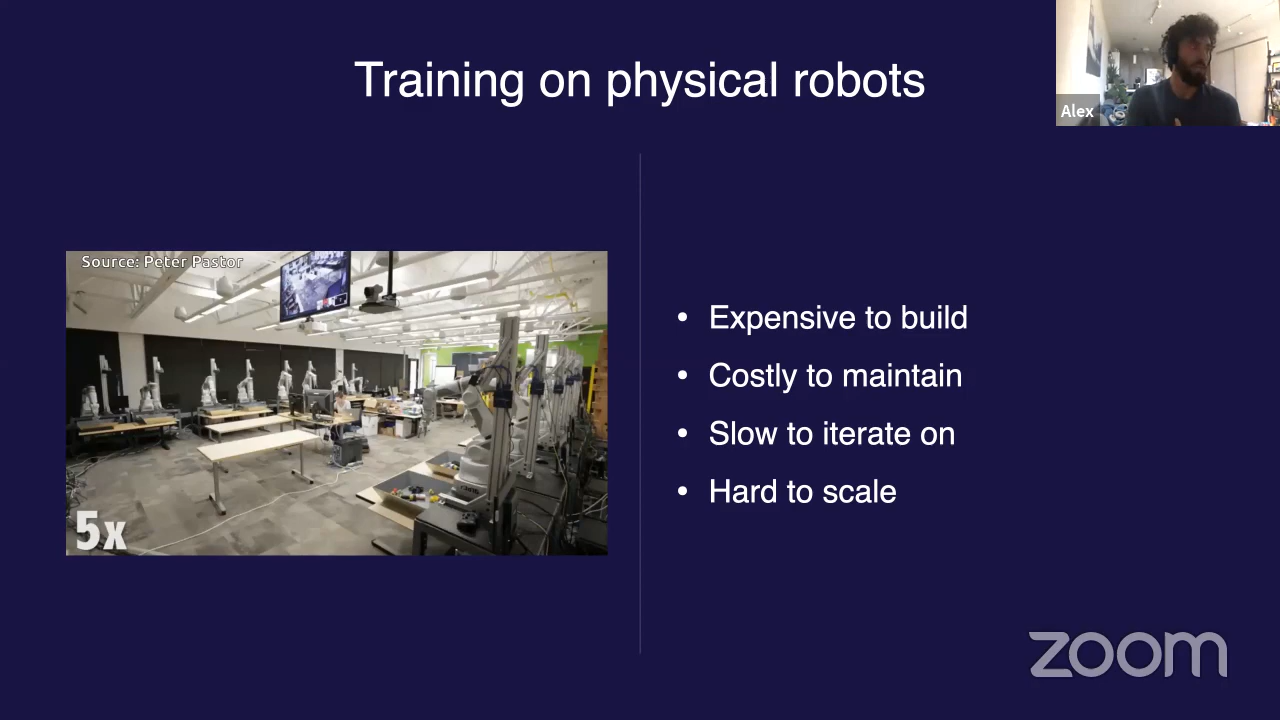 Training on physical robots
Alex
Source: Peter Pastor
5x
• Expensive to build
• Costly to maintain
• Slow to iterate on
• Hard to scale
zoom